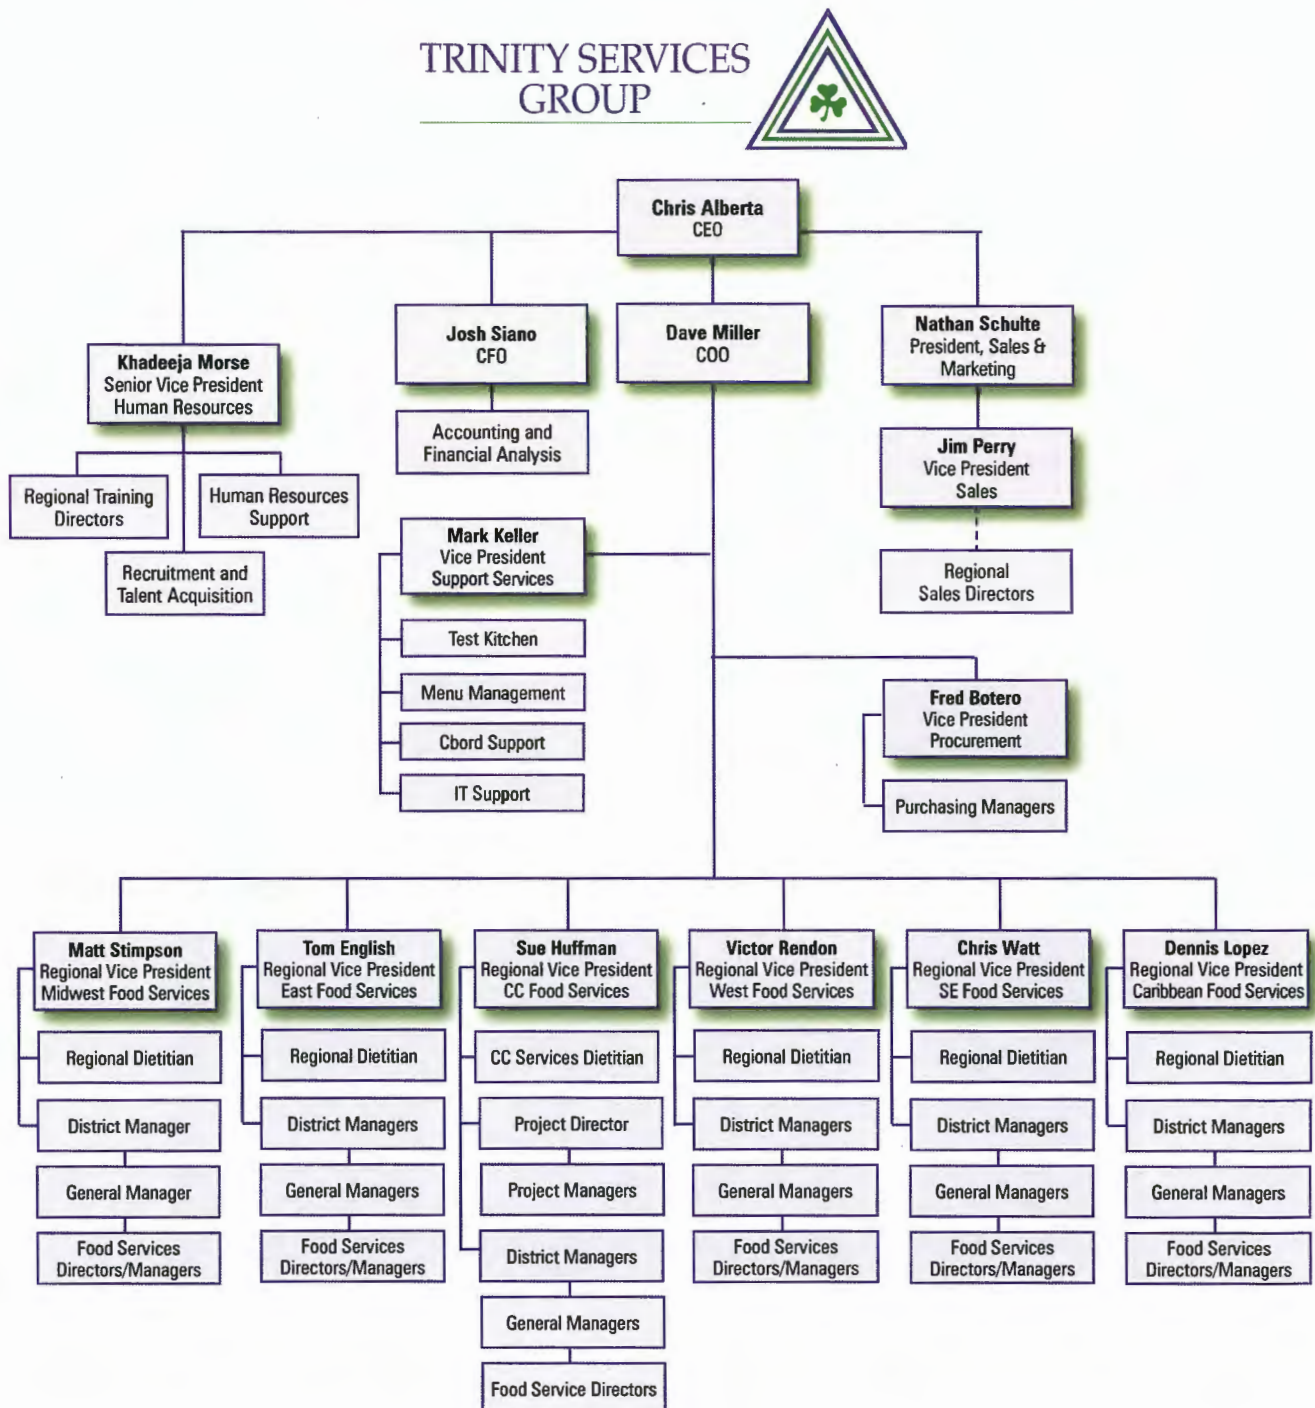 TRINITY SERVICES
GROUP
Chris Alberta
CEO
Khadeeja Morse
Senior Vice President
Human Resources
Josh Siano
CFO
Dave Miller
COO
Nathan Schulte
President, Sales &
Marketing
Regional Training
Directors
Human Resources
Support
Recruitment and
Talent Acquisition
Accounting and
Financial Analysis
Jim Perry
Vice President
Sales
Regional
Sales Directors
Mark Keller
Vice President
Support Services
Test Kitchen
Menu Management
Cbord Support
IT Support
Fred Botero
Vice President
Procurement
Purchasing Managers
Matt Stimpson
Regional Vice President
Midwest Food Services
Regional Dietitian
District Manager
General Manager
Food Services
Directors/Managers
Tom English
Regional Vice President
East Food Services
Regional Dietitian
District Managers
General Managers
Food Services
Directors/Managers
Sue Huffman
Regional Vice President
CC Food Services
CC Services Dietitian
Project Director
Project Managers
District Managers
General Managers
Food Service Directors
Victor Rendon
Regional Vice President
West Food Services
Regional Dietitian
District Managers
General Managers
Food Services
Directors/Managers
Chris Watt
Regional Vice President
SE Food Services
Regional Dietitian
District Managers
General Managers
Food Services
Directors/Managers
Dennis Lopez
Regional Vice President
Caribbean Food Services
Regional Dietitian
District Managers
General Managers
Food Services
Directors/Managers